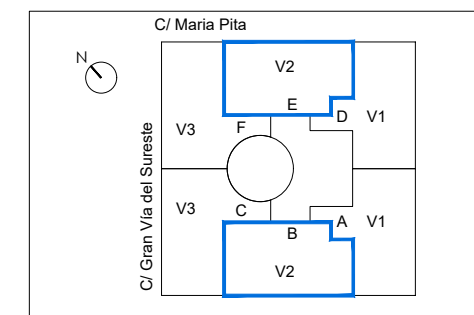 C/ Maria Pita
N
V2
E
V3
F
D
V1
C/ Gran Vía del Sureste
V3
C
B
A
V1
V2